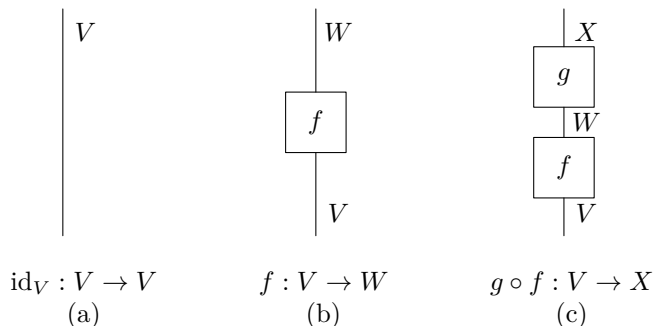 V W X
g
f W
f
V V
id_V : V → V f : V → W g ∘ f : V → X
(a) (b) (c)